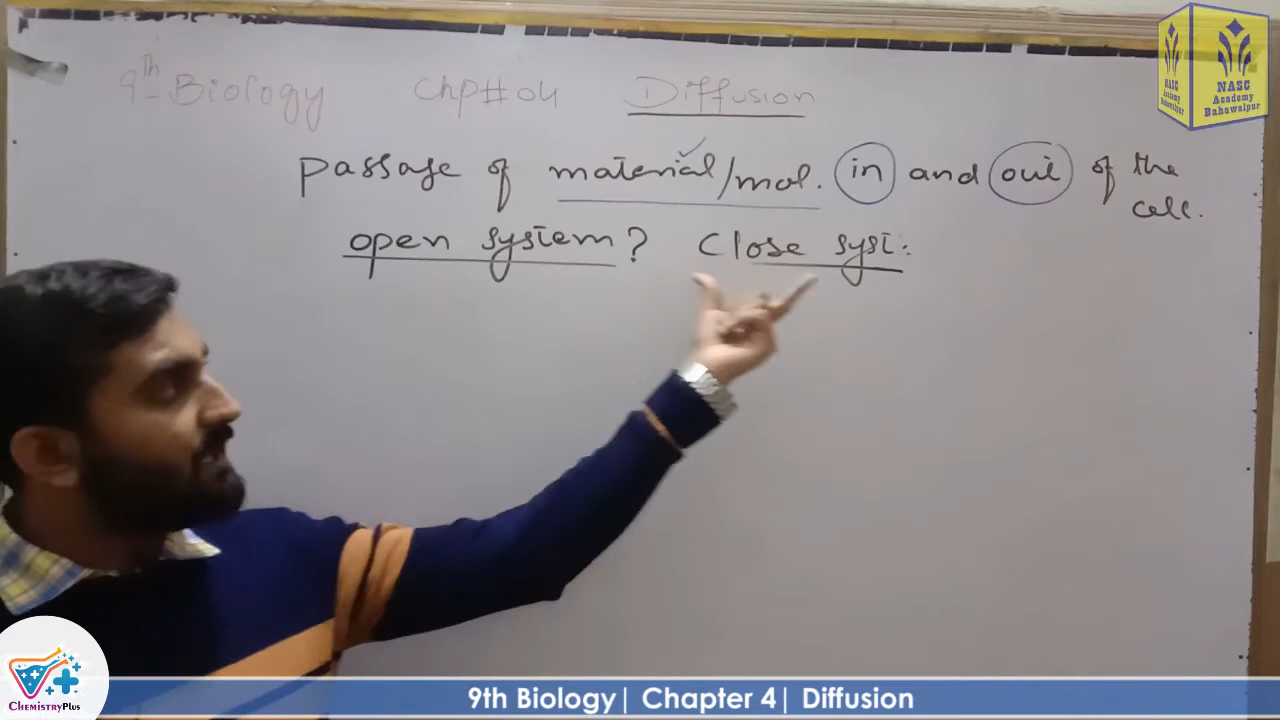 9th Biology Chp#04 Diffusion
passage of material/mol. in and out of the
cell.
open system? Close syst:
NASC
Academy
Bahawalpur
ChemistryPlus
9th Biology| Chapter 4| Diffusion